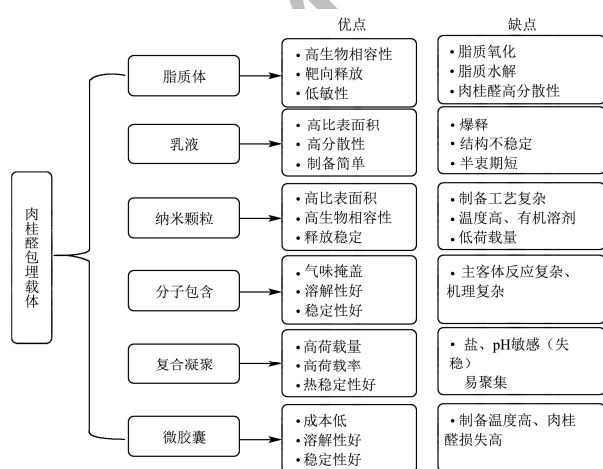 优点
缺点
肉桂醛包埋载体
脂质体
•高生物相容性
•靶向释放
•低敏性
•脂质氧化
•脂质水解
•肉桂醛高分散性
乳液
•高比表面积
•高分散性
•制备简单
•爆释
•结构不稳定
•半衷期短
纳米颗粒
•高比表面积
•高生物相容性
•释放稳定
•制备工艺复杂
•温度高、有机溶剂
•低荷载量
分子包含
•气味掩盖
•溶解性好
•稳定性好
•主客体反应复杂、
机理复杂
复合凝聚
•高荷载量
•高荷载率
•热稳定性好
•盐、pH敏感（失
稳）
易聚集
微胶囊
•成本低
•溶解性好
•稳定性好
•制备温度高、肉桂
醛损失高